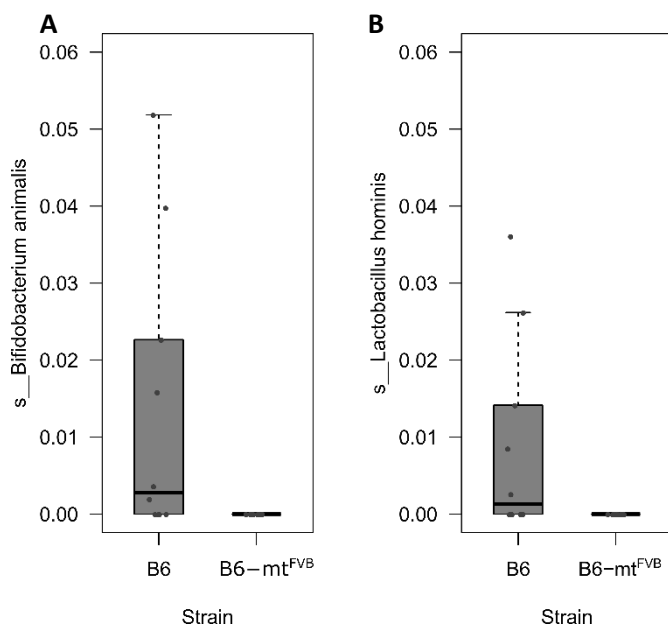 A
0.06
0.05
0.04
0.03
0.02
0.01
0.00
s__Bifidobacterium animalis
B6
B6−mtFVB
Strain
B
0.06
0.05
0.04
0.03
0.02
0.01
0.00
s__Lactobacillus hominis
B6
B6−mtFVB
Strain